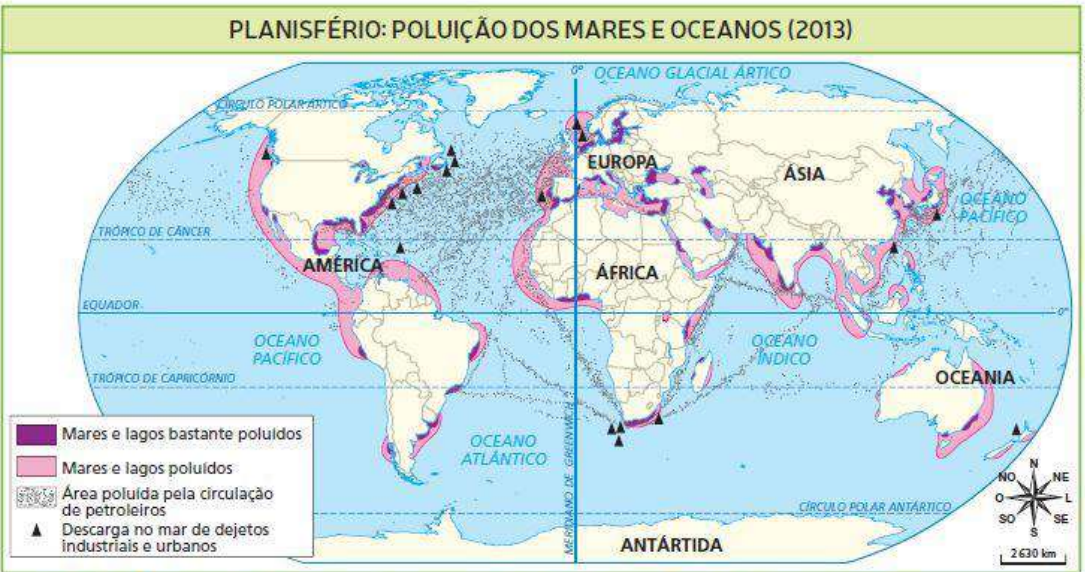 PLANISFÉRIO: POLUIÇÃO DOS MARES E OCEANOS (2013)
0°
OCEANO GLACIAL ÁRTICO
CÍRCULO POLAR ÁRTICO
EUROPA
ÁSIA
OCEANO
PACÍFICO
TRÓPICO DE CÂNCER
AMÉRICA
ÁFRICA
EQUADOR
0°
OCEANO
PACÍFICO
OCEANO
ÍNDICO
TRÓPICO DE CAPRICÓRNIO
OCEANIA
OCEANO
ATLÂNTICO
MERIDIANO DE GREENWICH
CÍRCULO POLAR ANTÁRTICO
ANTÁRTIDA
Mares e lagos bastante poluídos
Mares e lagos poluídos
Área poluída pela circulação
de petroleiros
Descarga no mar de dejetos
industriais e urbanos
N
NO
NE
O
L
SO
SE
S
2 630 km